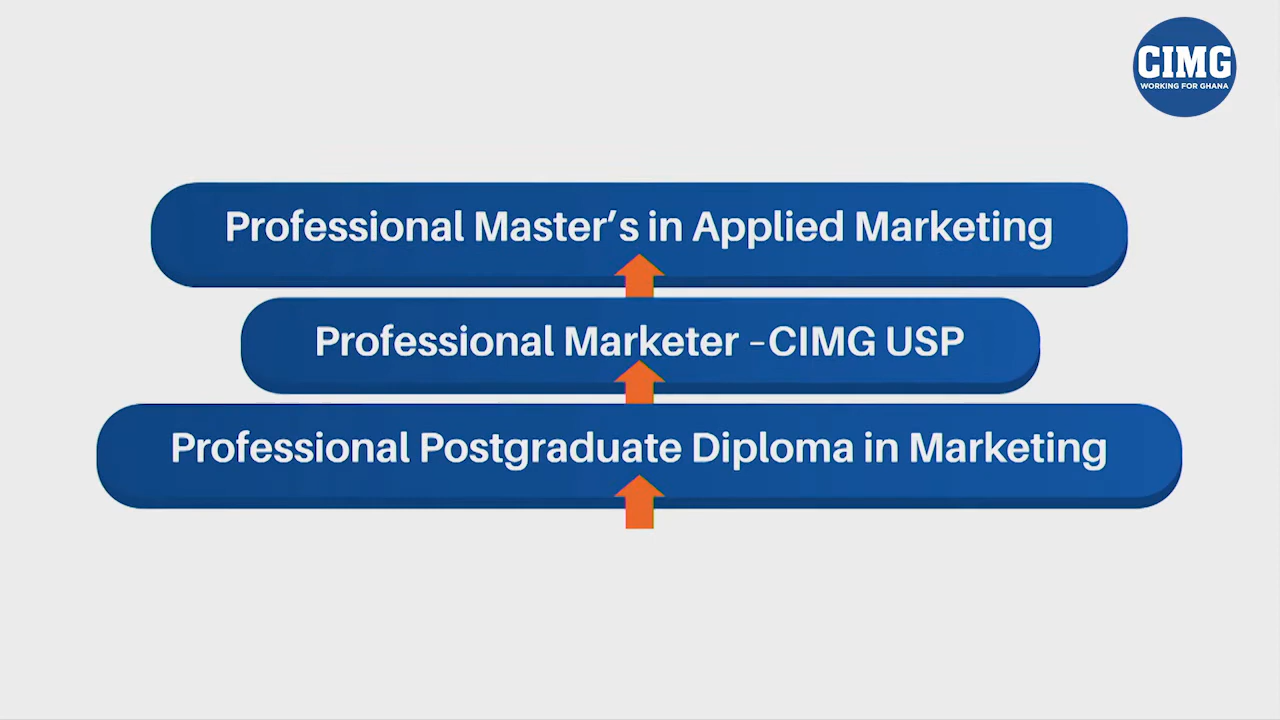 CIMG
WORKING FOR GHANA
Professional Master’s in Applied Marketing
Professional Marketer –CIMG USP
Professional Postgraduate Diploma in Marketing